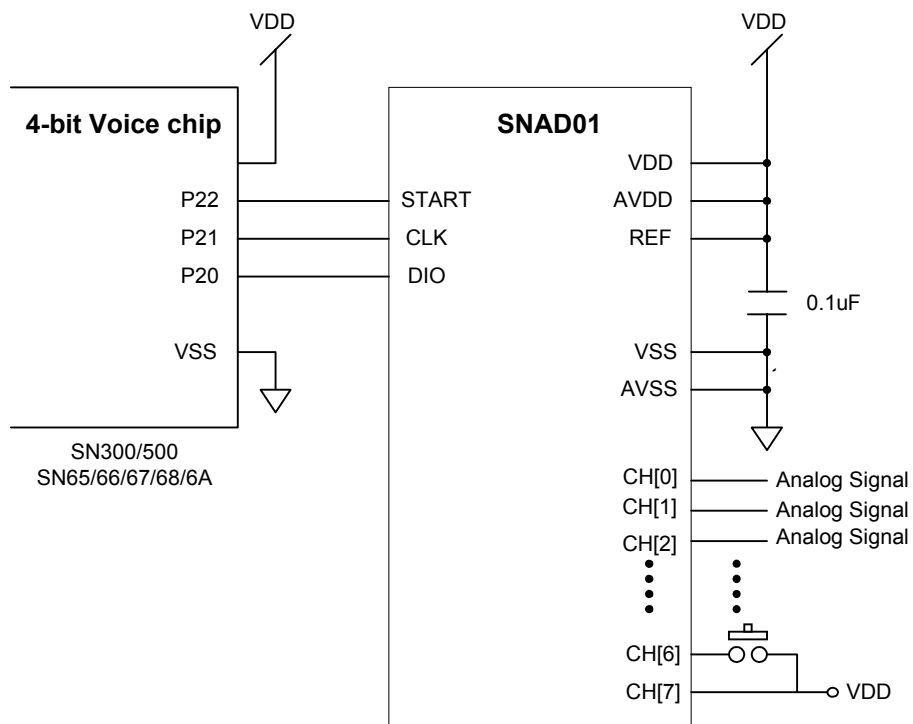 VDD
VDD
4-bit Voice chip
SNAD01
VDD
P22
START
AVDD
P21
CLK
REF
P20
DIO
0.1uF
VSS
VSS
AVSS
SN300/500
SN65/66/67/68/6A
CH[0]
Analog Signal
CH[1]
Analog Signal
CH[2]
Analog Signal
CH[6]
CH[7]
VDD